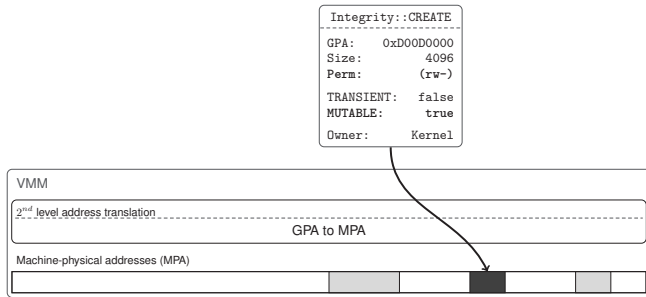 Integrity::CREATE
GPA: 0xD00D0000
Size: 4096
Perm: (rw-)
TRANSIENT: false
MUTABLE: true
Owner: Kernel
VMM
2nd level address translation
GPA to MPA
Machine-physical addresses (MPA)